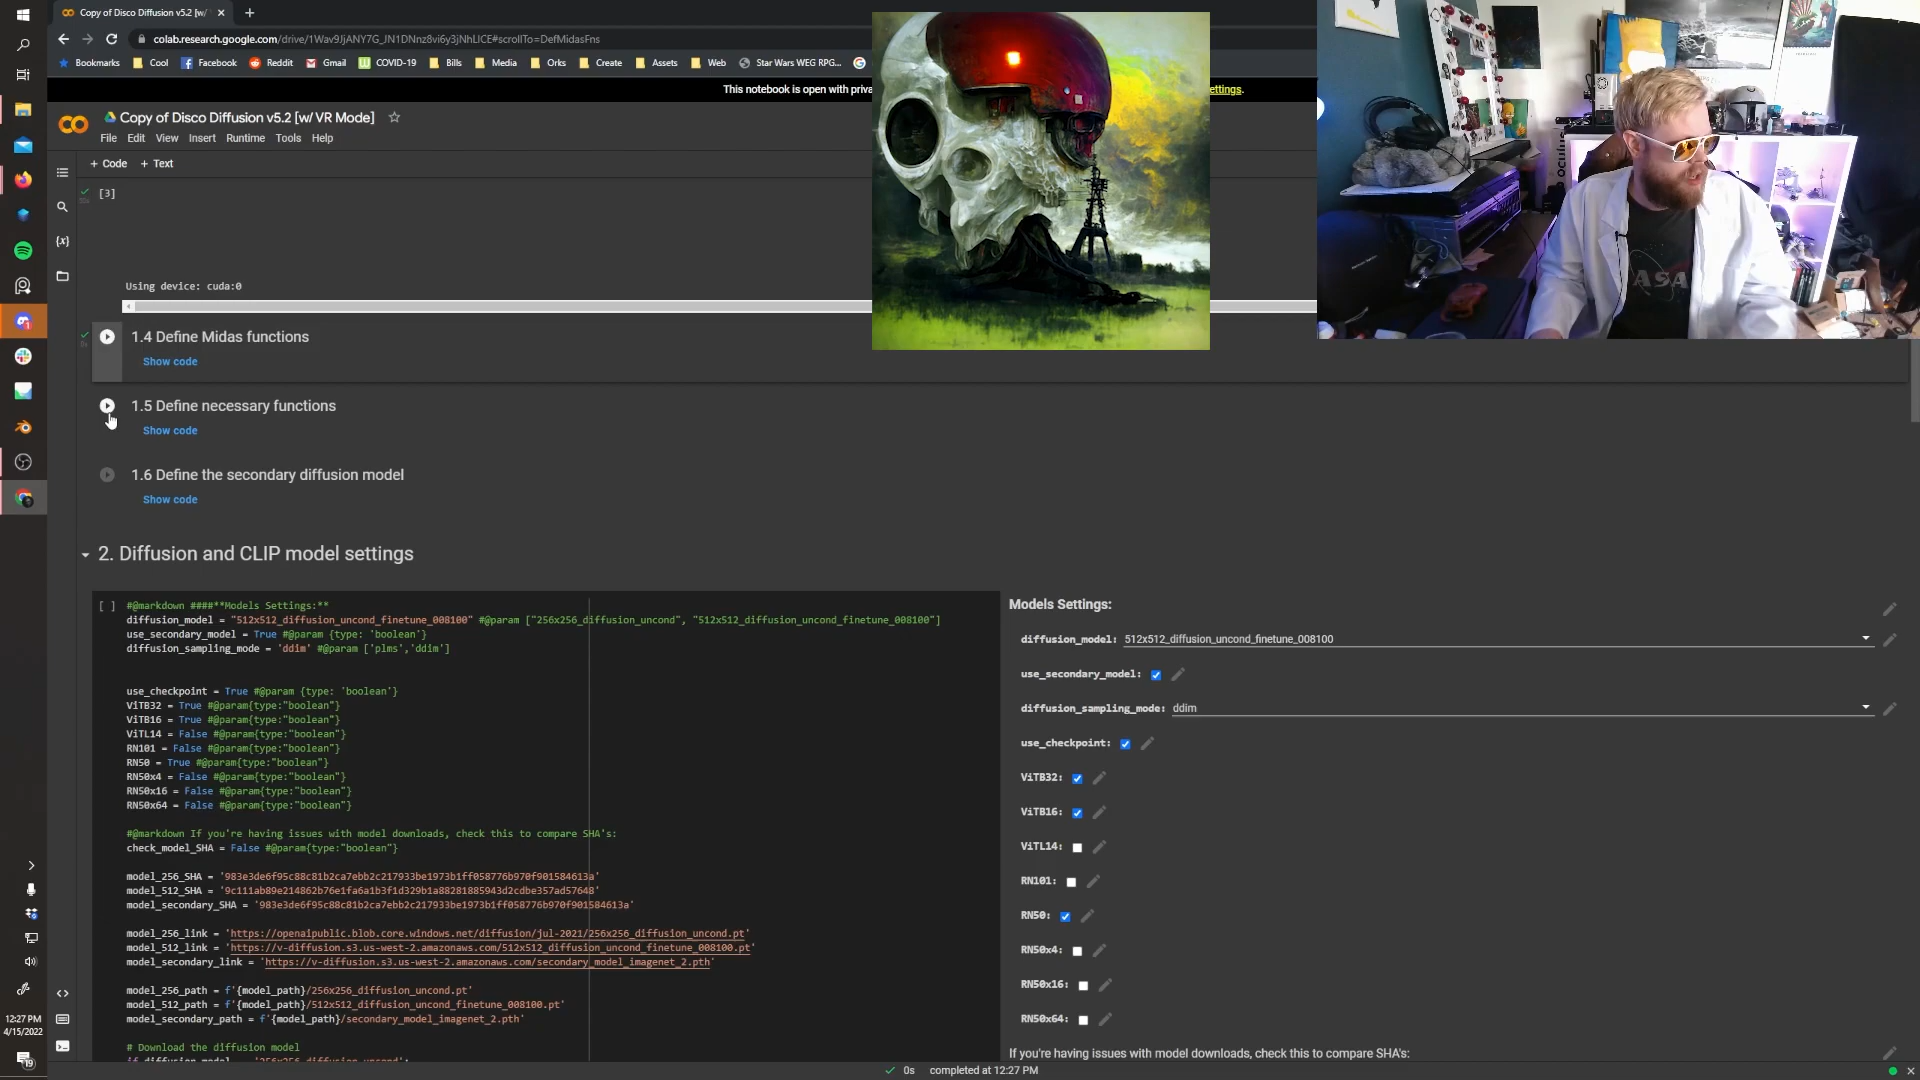 Copy of Disco Diffusion v5.2 [w/
colab.research.google.com/drive/1Wav9JjANY7G_IN1DNnz8vi6y3jNhLlCE#scrollTo=DefMidasFns
Bookmarks Cool Facebook Reddit Gmail COVID-19 Bills Media Orks Create Assets Web Star Wars WEG RPG...
This notebook is open with priva
ettings.
Copy of Disco Diffusion v5.2 [w/ VR Mode]
File Edit View Insert Runtime Tools Help
+ Code + Text
[3]
Using device: cuda:0
1.4 Define Midas functions
Show code
1.5 Define necessary functions
Show code
1.6 Define the secondary diffusion model
Show code
2. Diffusion and CLIP model settings
[ ] #@markdown ####**Models Settings:**
diffusion_model = "512x512_diffusion_uncond_finetune_008100" #@param ["256x256_diffusion_uncond", "512x512_diffusion_uncond_finetune_008100"]
use_secondary_model = True #@param {type: 'boolean'}
diffusion_sampling_mode = 'ddim' #@param ['plms','ddim']
use_checkpoint = True #@param {type: 'boolean'}
ViTB32 = True #@param{type:"boolean"}
ViTB16 = True #@param{type:"boolean"}
ViTL14 = False #@param{type:"boolean"}
RN101 = False #@param{type:"boolean"}
RN50 = True #@param{type:"boolean"}
RN50x4 = False #@param{type:"boolean"}
RN50x16 = False #@param{type:"boolean"}
RN50x64 = False #@param{type:"boolean"}
#@markdown If you're having issues with model downloads, check this to compare SHA's:
check_model_SHA = False #@param{type:"boolean"}
model_256_SHA = '983e3de6f95c88c81b2ca7ebb2c217933be1973b1ff058776b970f901584613a'
model_512_SHA = '9c111ab89e214862b76e1fa6a1b3f1d329b1a88281885943d2cdbe357ad57648'
model_secondary_SHA = '983e3de6f95c88c81b2ca7ebb2c217933be1973b1ff058776b970f901584613a'
model_256_link = 'https://openaipublic.blob.core.windows.net/diffusion/jul-2021/256x256_diffusion_uncond.pt'
model_512_link = 'https://v-diffusion.s3.us-west-2.amazonaws.com/512x512_diffusion_uncond_finetune_008100.pt'
model_secondary_link = 'https://v-diffusion.s3.us-west-2.amazonaws.com/secondary_model_imagenet_2.pth'
model_256_path = f'{model_path}/256x256_diffusion_uncond.pt'
model_512_path = f'{model_path}/512x512_diffusion_uncond_finetune_008100.pt'
model_secondary_path = f'{model_path}/secondary_model_imagenet_2.pth'
# Download the diffusion model
Models Settings:
diffusion_model: 512x512_diffusion_uncond_finetune_008100
use_secondary_model:
diffusion_sampling_mode: ddim
use_checkpoint:
ViTB32:
ViTB16:
ViTL14:
RN101:
RN50:
RN50x4:
RN50x16:
RN50x64:
If you're having issues with model downloads, check this to compare SHA's:
0s completed at 12:27 PM
12:27 PM
4/15/2022
19
oculus
ASA